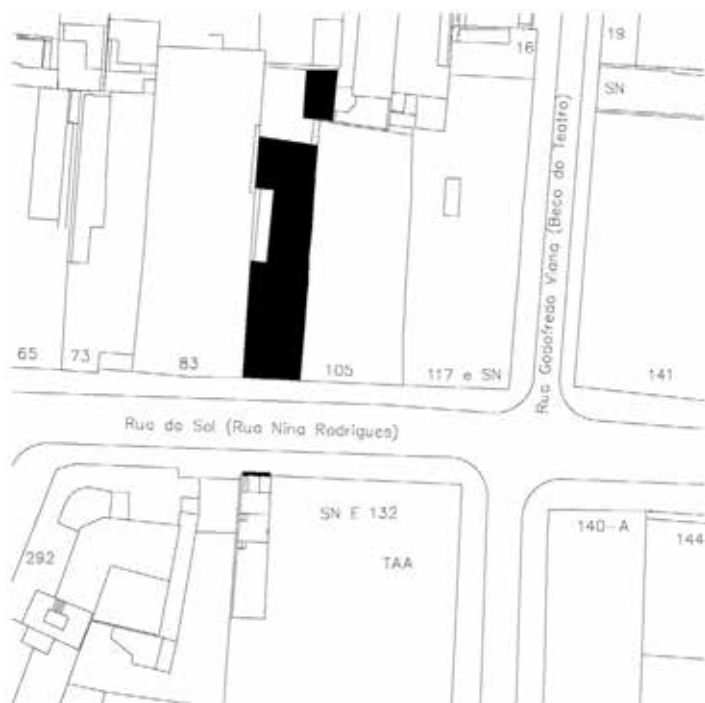 16
19
SN
Rua Godofredo Viana (Beco do Teatro)
65
73
83
105
117 e SN
141
Rua do Sol (Rua Nina Rodrigues)
SN E 132
140-A
144
292
TAA